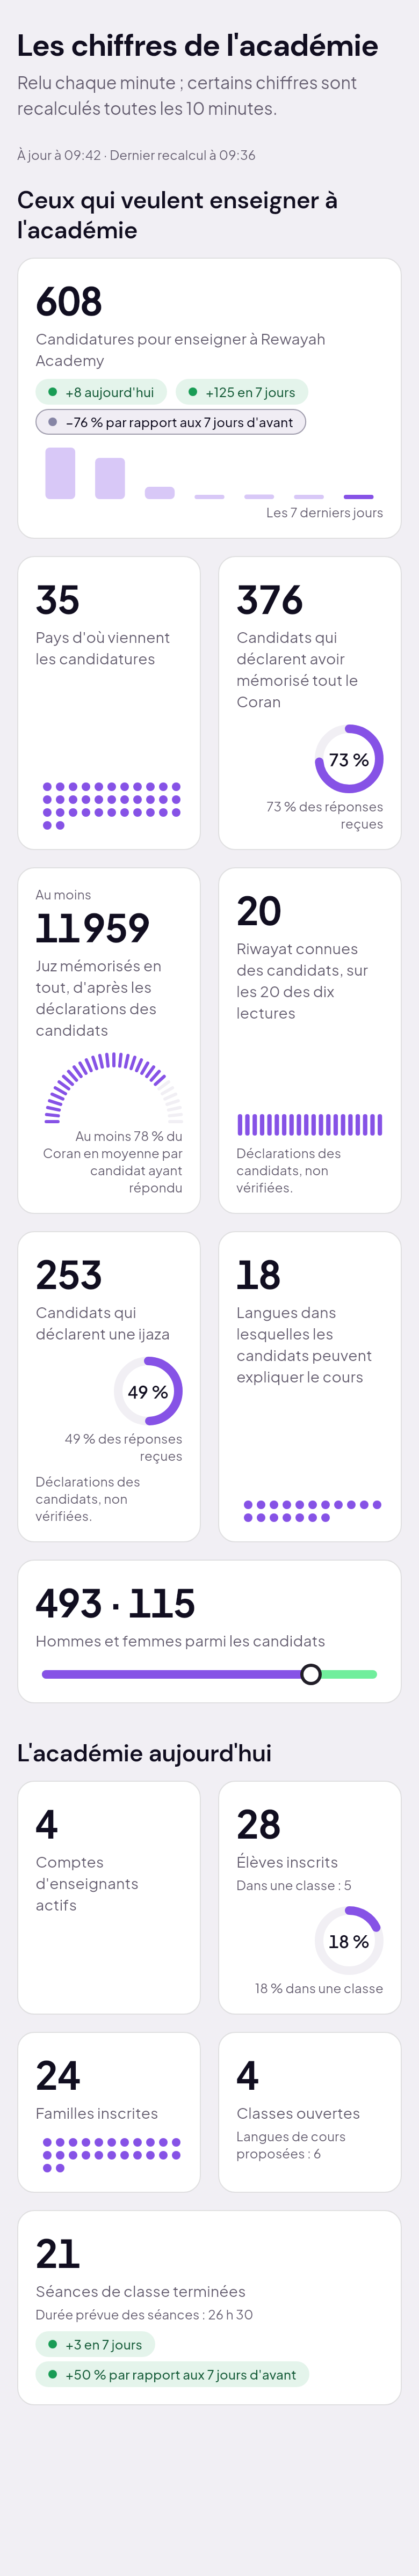 Les chiffres de l'académie
Relu chaque minute ; certains chiffres sont
recalculés toutes les 10 minutes.
À jour à 09:42 · Dernier recalcul à 09:36
Ceux qui veulent enseigner à
l'académie
608
Candidatures pour enseigner à Rewayah
Academy
+8 aujourd'hui
+125 en 7 jours
−76 % par rapport aux 7 jours d'avant
Les 7 derniers jours
35
Pays d'où viennent
les candidatures
376
Candidats qui
déclarent avoir
mémorisé tout le
Coran
73 %
73 % des réponses
reçues
Au moins
11 959
Juz mémorisés en
tout, d'après les
déclarations des
candidats
Au moins 78 % du
Coran en moyenne par
candidat ayant
répondu
20
Riwayat connues
des candidats, sur
les 20 des dix
lectures
Déclarations des
candidats, non
vérifiées.
253
Candidats qui
déclarent une ijaza
49 %
49 % des réponses
reçues
Déclarations des
candidats, non
vérifiées.
18
Langues dans
lesquelles les
candidats peuvent
expliquer le cours
493 · 115
Hommes et femmes parmi les candidats
L'académie aujourd'hui
4
Comptes
d'enseignants
actifs
28
Élèves inscrits
Dans une classe : 5
18 %
18 % dans une classe
24
Familles inscrites
4
Classes ouvertes
Langues de cours
proposées : 6
21
Séances de classe terminées
Durée prévue des séances : 26 h 30
+3 en 7 jours
+50 % par rapport aux 7 jours d'avant